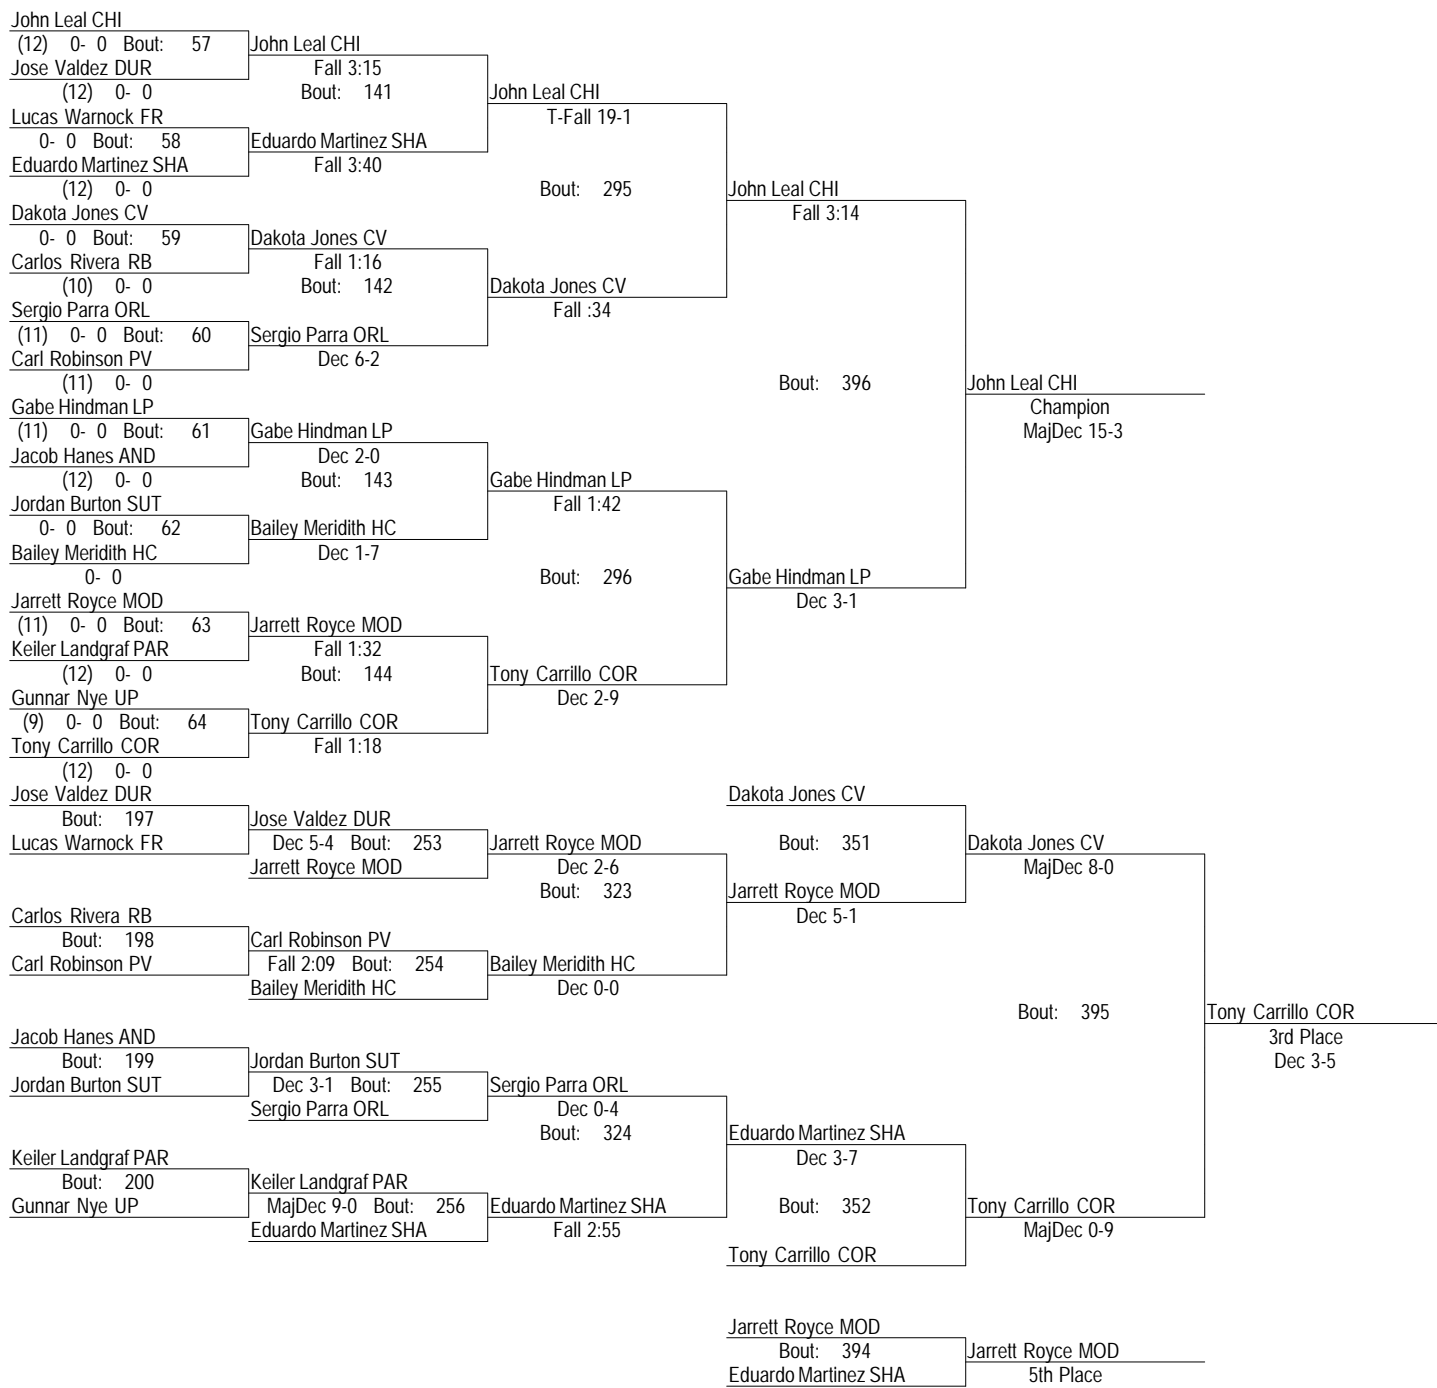 John Leal CHI
(12) 0- 0 Bout: 57 John Leal CHI
Jose Valdez DUR Fall 3:15
(12) 0- 0 Bout: 141 John Leal CHI
Lucas Warnock FR T-Fall 19-1
0- 0 Bout: 58 Eduardo Martinez SHA
Eduardo Martinez SHA Fall 3:40
(12) 0- 0 Bout: 295 John Leal CHI
Dakota Jones CV Fall 3:14
0- 0 Bout: 59 Dakota Jones CV
Carlos Rivera RB Fall 1:16
(10) 0- 0 Bout: 142 Dakota Jones CV
Sergio Parra ORL Fall :34
(11) 0- 0 Bout: 60 Sergio Parra ORL
Carl Robinson PV Dec 6-2
(11) 0- 0 Bout: 396 John Leal CHI
Gabe Hindman LP Champion
(11) 0- 0 Bout: 61 Gabe Hindman LP MajDec 15-3
Jacob Hanes AND Dec 2-0
(12) 0- 0 Bout: 143 Gabe Hindman LP
Jordan Burton SUT Fall 1:42
0- 0 Bout: 62 Bailey Meridith HC
Bailey Meridith HC Dec 1-7
0- 0 Bout: 296 Gabe Hindman LP
Jarrett Royce MOD Dec 3-1
(11) 0- 0 Bout: 63 Jarrett Royce MOD
Keiler Landgraf PAR Fall 1:32
(12) 0- 0 Bout: 144 Tony Carrillo COR
Gunnar Nye UP Dec 2-9
(9) 0- 0 Bout: 64 Tony Carrillo COR
Tony Carrillo COR Fall 1:18
(12) 0- 0
Jose Valdez DUR Dakota Jones CV
Bout: 197 Jose Valdez DUR
Lucas Warnock FR Dec 5-4 Bout: 253 Jarrett Royce MOD Bout: 351 Dakota Jones CV
Jarrett Royce MOD Dec 2-6 MajDec 8-0
Bout: 323 Jarrett Royce MOD
Carlos Rivera RB Dec 5-1
Bout: 198 Carl Robinson PV
Carl Robinson PV Fall 2:09 Bout: 254 Bailey Meridith HC
Bailey Meridith HC Dec 0-0
Bout: 395 Tony Carrillo COR
Jacob Hanes AND 3rd Place
Bout: 199 Jordan Burton SUT Dec 3-5
Jordan Burton SUT Dec 3-1 Bout: 255 Sergio Parra ORL
Sergio Parra ORL Dec 0-4
Bout: 324 Eduardo Martinez SHA
Keiler Landgraf PAR Dec 3-7
Bout: 200 Keiler Landgraf PAR
Gunnar Nye UP MajDec 9-0 Bout: 256 Eduardo Martinez SHA Bout: 352 Tony Carrillo COR
Eduardo Martinez SHA Fall 2:55 MajDec 0-9
Tony Carrillo COR
Jarrett Royce MOD
Bout: 394 Jarrett Royce MOD
Eduardo Martinez SHA 5th Place